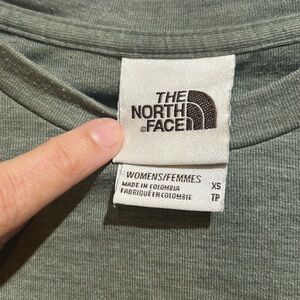 THE
NORTH
FACE
WOMENS/FEMMES
MADE IN COLOMBIA XS
FABRIQUÉ EN COLOMBIE TP